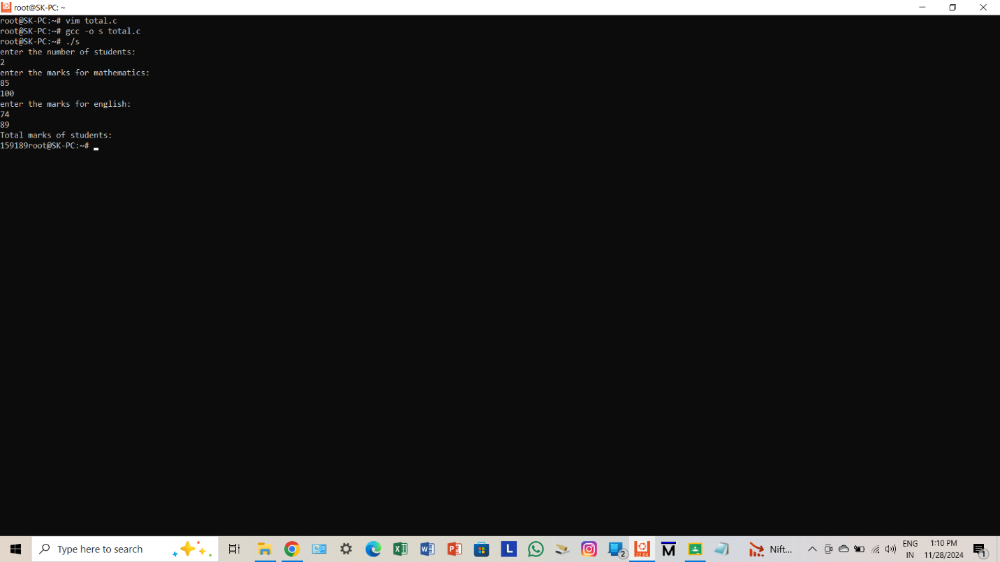 root@SK-PC: ~
root@SK-PC:~# vim total.c
root@SK-PC:~# gcc -o s total.c
root@SK-PC:~# ./s
enter the number of students:
2
enter the marks for mathematics:
85
100
enter the marks for english:
74
89
Total marks of students:
159189root@SK-PC:~#
Type here to search
L
22.04
M
2
Nift...
ENG
IN
1:10 PM
11/28/2024
1